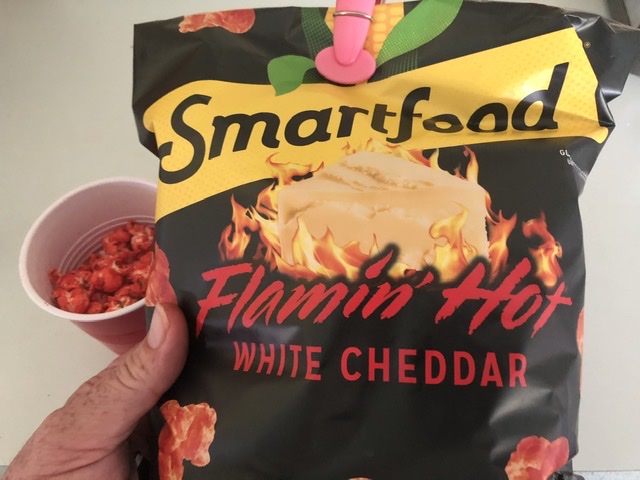 Smartfood
Flamin' Hot
WHITE CHEDDAR